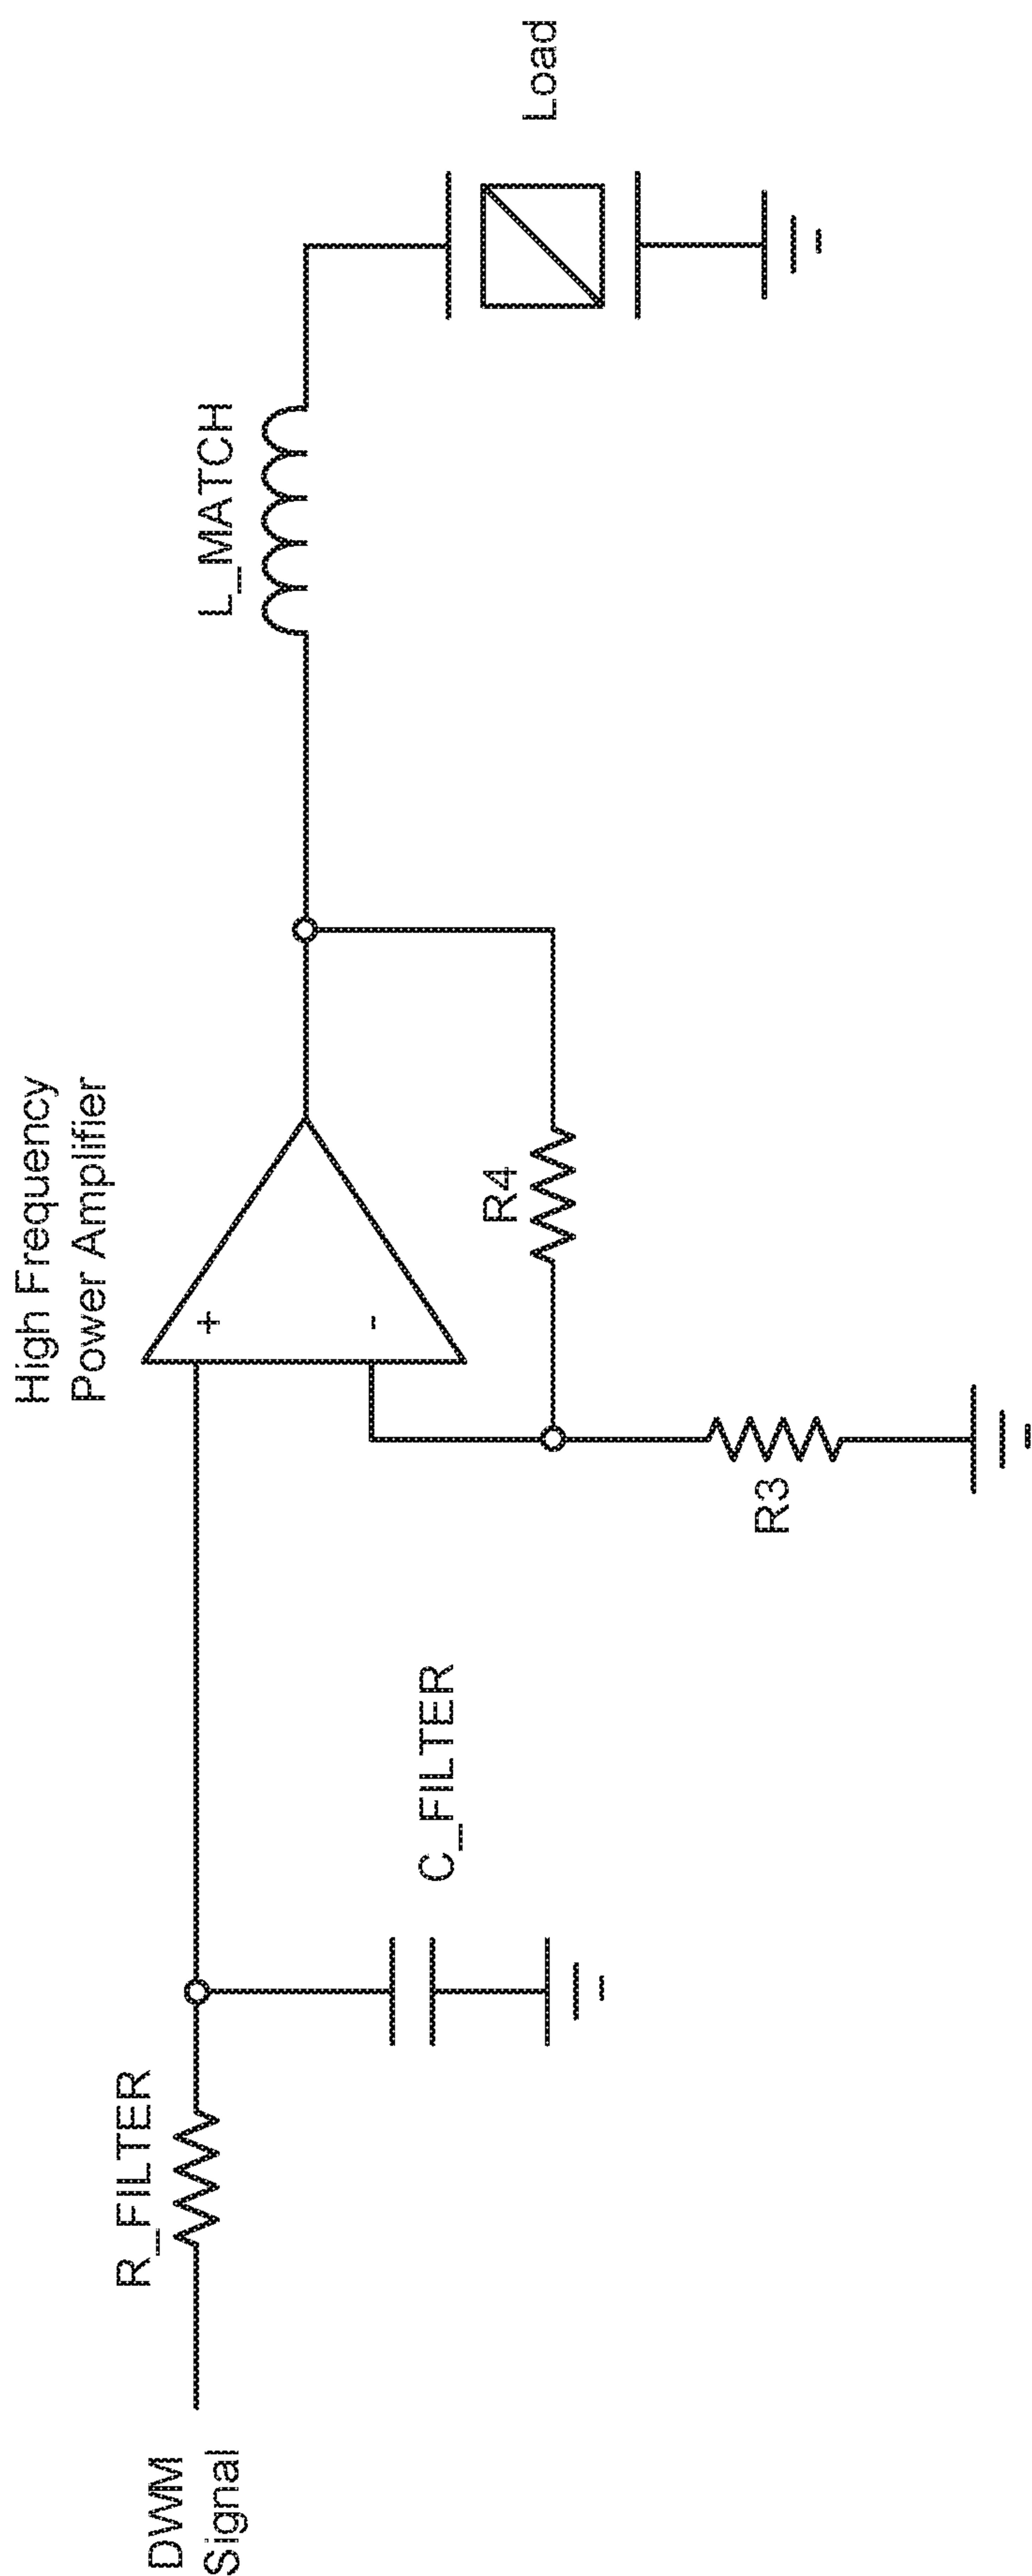 DWM
Signal
R_FILTER
C_FILTER
High Frequency
Power Amplifier
+
-
R3
R4
L_MATCH
Load